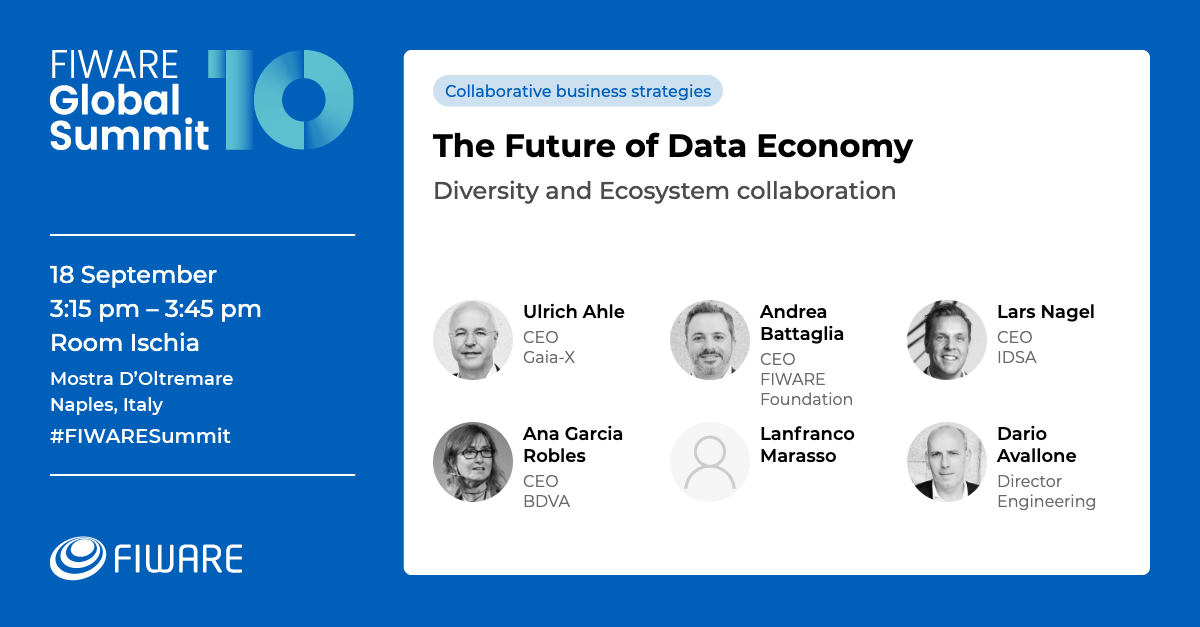 FIWARE
Global
Summit
10
18 September
3:15 pm – 3:45 pm
Room Ischia
Mostra D’Oltremare
Naples, Italy
#FIWARESummit
FIWARE
Collaborative business strategies
The Future of Data Economy
Diversity and Ecosystem collaboration
Ulrich Ahle
CEO
Gaia-X
Andrea
Battaglia
CEO
FIWARE
Foundation
Lars Nagel
CEO
IDSA
Ana Garcia
Robles
CEO
BDVA
Lanfranco
Marasso
Dario
Avallone
Director
Engineering